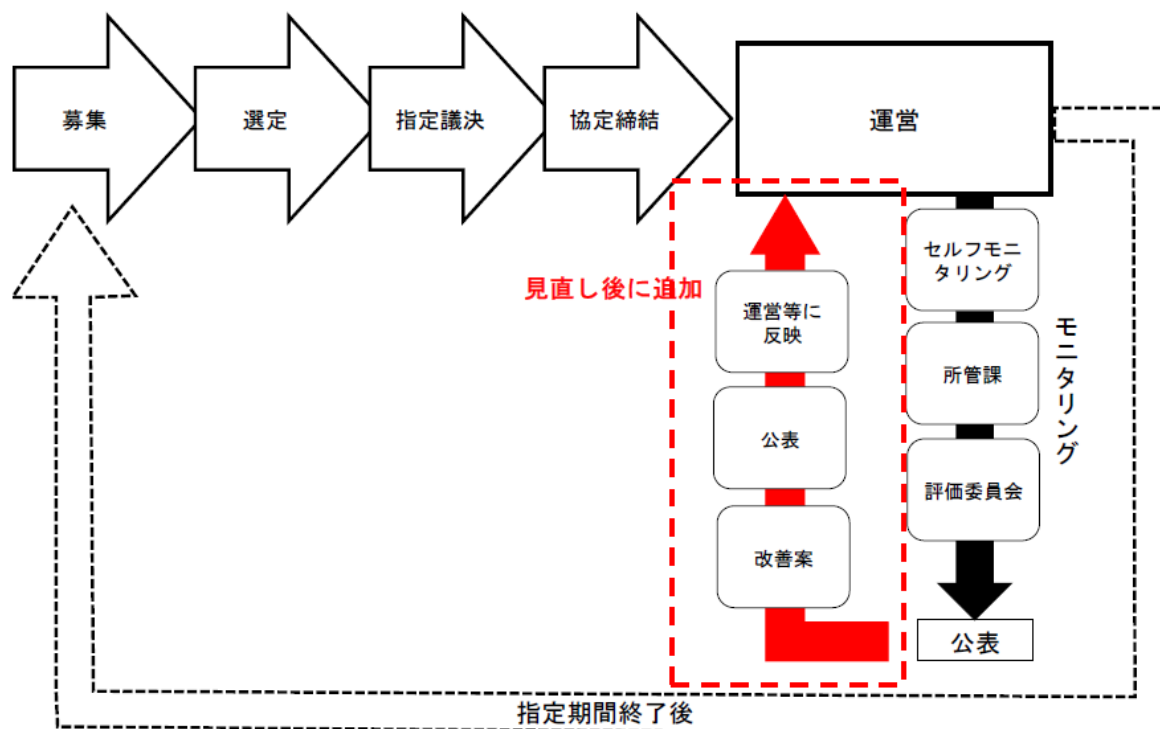 募集
選定
指定議決
協定締結
運営
セルフモニ
タリング
所管課
評価委員会
モニタリング
公表
見直し後に追加
運営等に
反映
公表
改善案
指定期間終了後